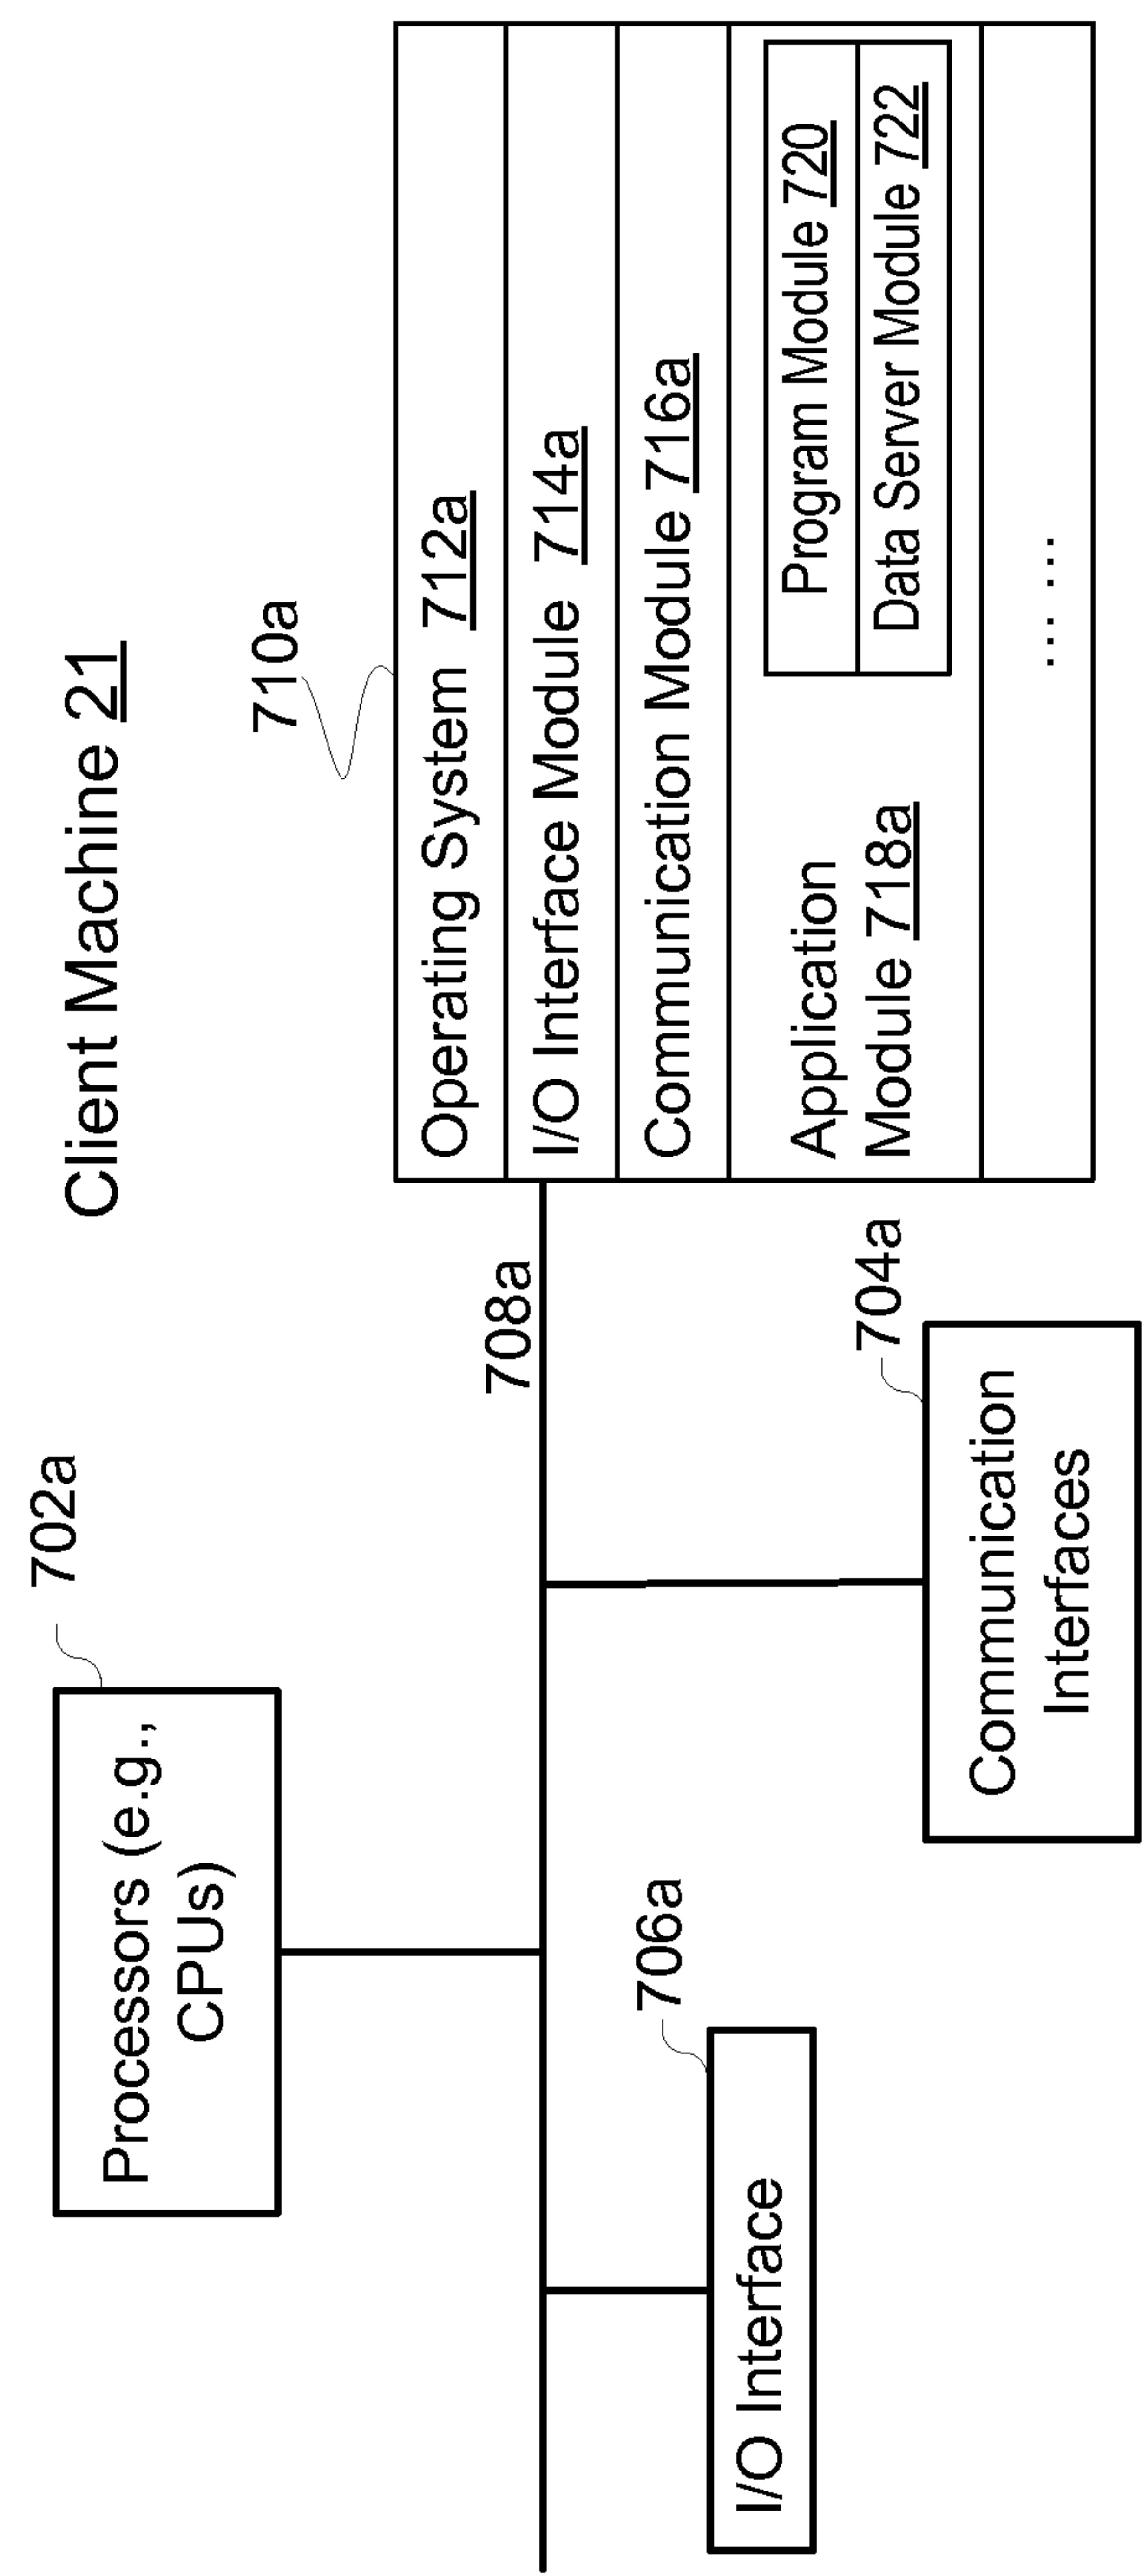 Client Machine 21
702a
Processors (e.g.,
CPUs)
710a
Operating System 712a
I/O Interface Module 714a
Communication Module 716a
Application
Module 718a
Program Module 720
Data Server Module 722
... ...
708a
706a
I/O Interface
704a
Communication
Interfaces